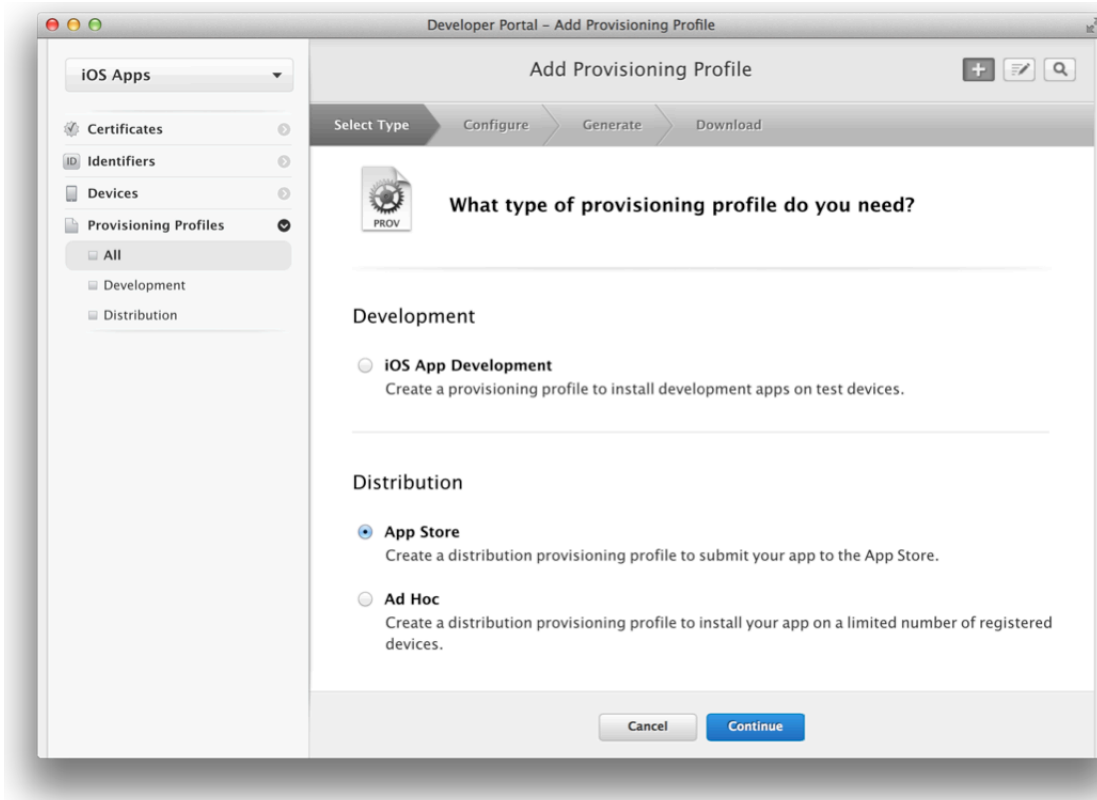 Developer Portal – Add Provisioning Profile
iOS Apps
Add Provisioning Profile
Certificates
ID
Identifiers
Devices
Provisioning Profiles
All
Development
Distribution
Select Type
Configure
Generate
Download
PROV
What type of provisioning profile do you need?
Development
iOS App Development
Create a provisioning profile to install development apps on test devices.
Distribution
App Store
Create a distribution provisioning profile to submit your app to the App Store.
Ad Hoc
Create a distribution provisioning profile to install your app on a limited number of registered
devices.
Cancel
Continue